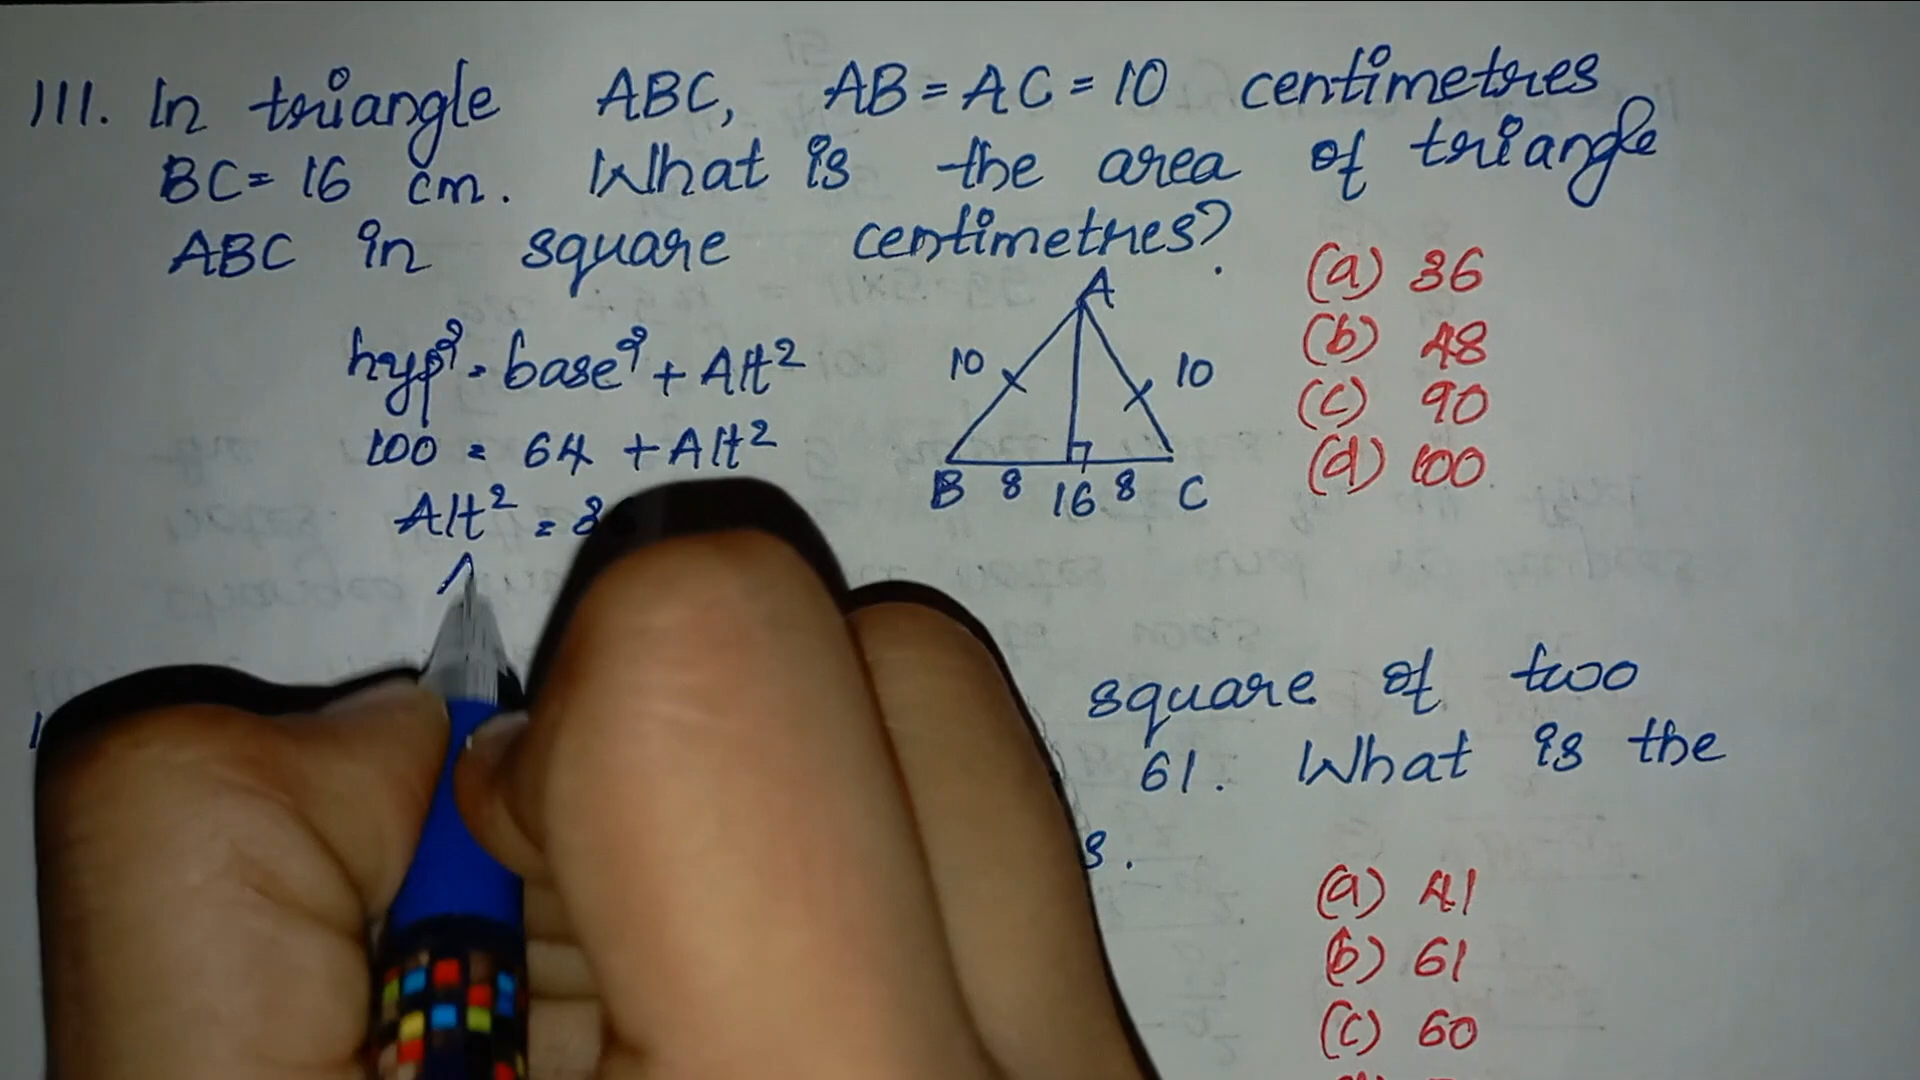 111. In triangle ABC, AB = AC = 10 centimetres
BC = 16 cm. What is the area of triangle
ABC in square centimetres?
(a) 36
(b) 48
(c) 90
(d) 100
hyp² = base² + Alt²
100 = 64 + Alt²
Alt² = 3
A
10
10
B 8 16 8 C
square of two
61. What is the
(a) 41
(b) 61
(c) 60